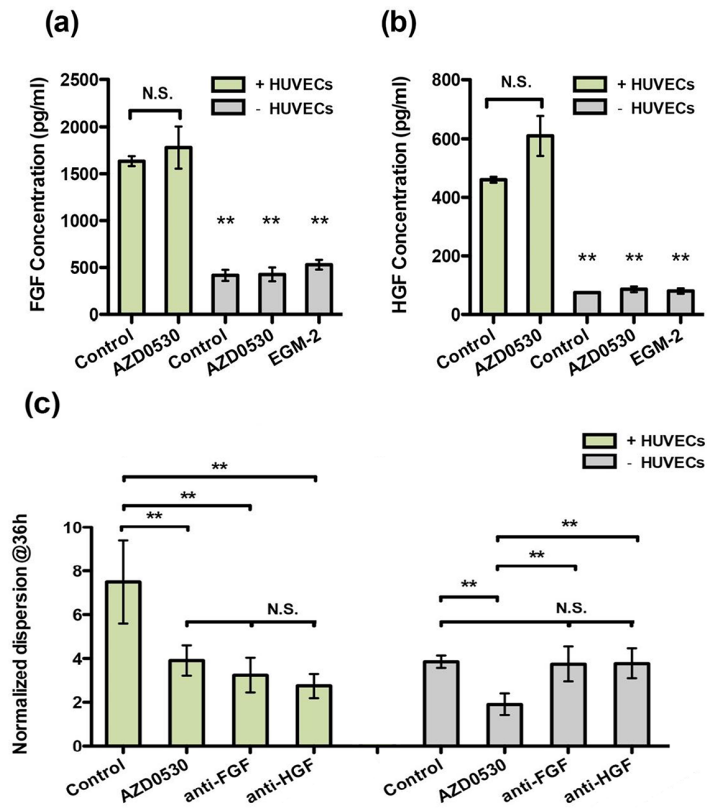 (a)
FGF Concentration (pg/ml)
2500
2000
1500
1000
500
0
N.S.
+ HUVECs
- HUVECs
** ** **
Control
AZD0530
Control
AZD0530
EGM-2
(b)
HGF Concentration (pg/ml)
800
600
400
200
0
N.S.
+ HUVECs
- HUVECs
** ** **
Control
AZD0530
Control
AZD0530
EGM-2
(c)
+ HUVECs
- HUVECs
Normalized dispersion @36h
10
8
6
4
2
0
**
**
**
N.S.
**
**
**
N.S.
Control
AZD0530
anti-FGF
anti-HGF
Control
AZD0530
anti-FGF
anti-HGF